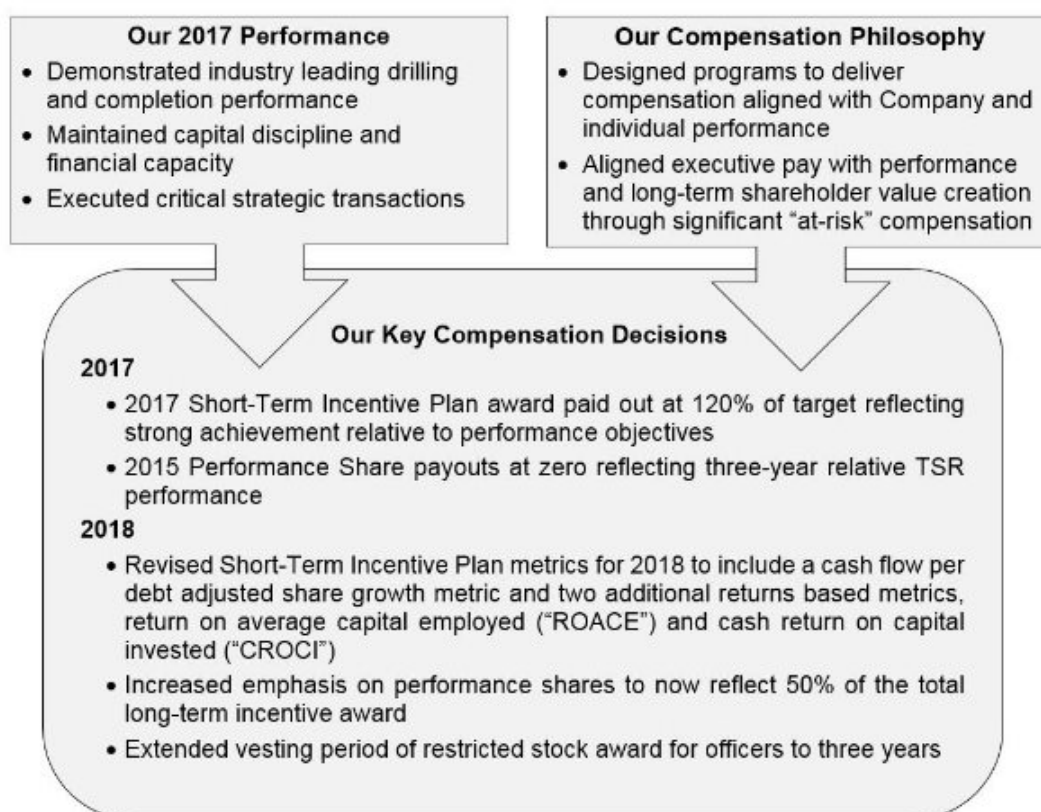 Our 2017 Performance
• Demonstrated industry leading drilling
and completion performance
• Maintained capital discipline and
financial capacity
• Executed critical strategic transactions
Our Compensation Philosophy
• Designed programs to deliver
compensation aligned with Company and
individual performance
• Aligned executive pay with performance
and long-term shareholder value creation
through significant “at-risk” compensation
Our Key Compensation Decisions
2017
• 2017 Short-Term Incentive Plan award paid out at 120% of target reflecting
strong achievement relative to performance objectives
• 2015 Performance Share payouts at zero reflecting three-year relative TSR
performance
2018
• Revised Short-Term Incentive Plan metrics for 2018 to include a cash flow per
debt adjusted share growth metric and two additional returns based metrics,
return on average capital employed (“ROACE”) and cash return on capital
invested (“CROCI”)
• Increased emphasis on performance shares to now reflect 50% of the total
long-term incentive award
• Extended vesting period of restricted stock award for officers to three years